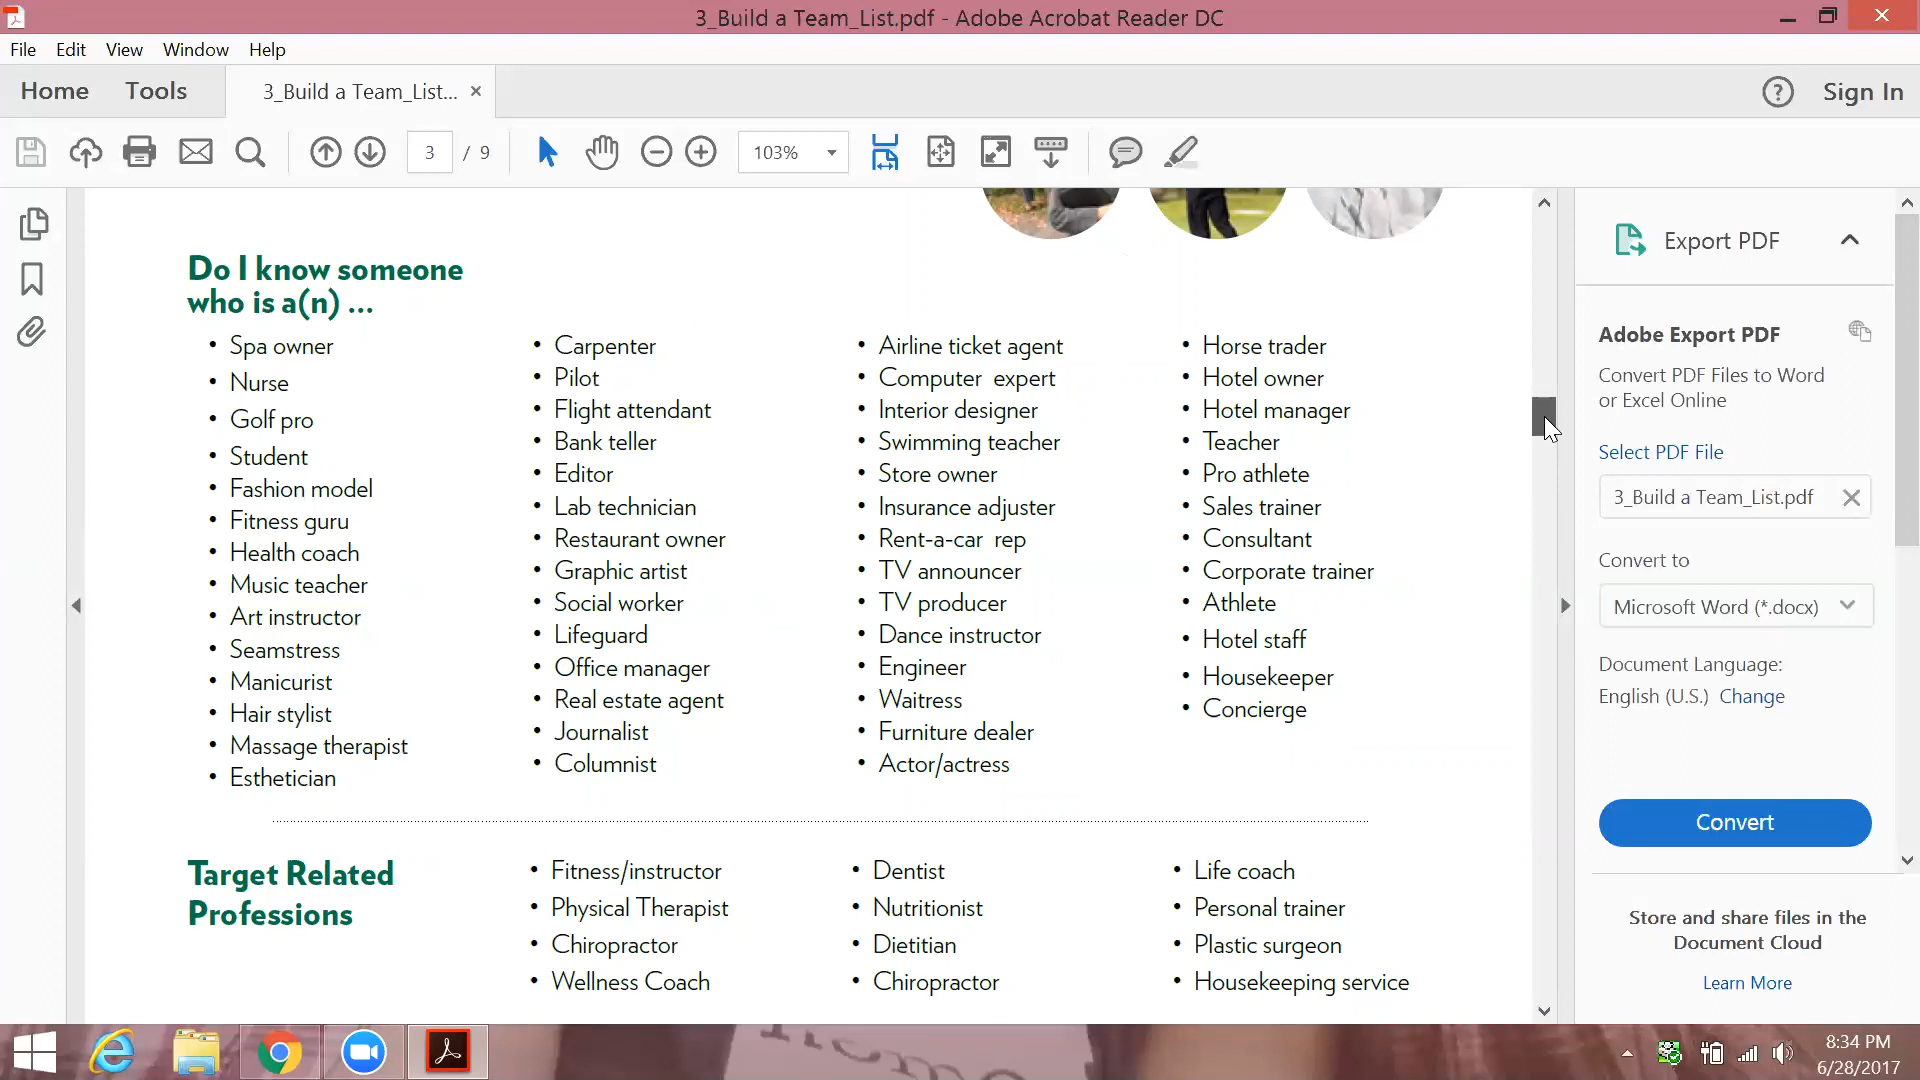 3_Build a Team_List.pdf - Adobe Acrobat Reader DC
File Edit View Window Help
Home Tools 3_Build a Team_List... × ? Sign In
3 / 9 103%
Do I know someone
who is a(n) ...
• Spa owner
• Nurse
• Golf pro
• Student
• Fashion model
• Fitness guru
• Health coach
• Music teacher
• Art instructor
• Seamstress
• Manicurist
• Hair stylist
• Massage therapist
• Esthetician
• Carpenter
• Pilot
• Flight attendant
• Bank teller
• Editor
• Lab technician
• Restaurant owner
• Graphic artist
• Social worker
• Lifeguard
• Office manager
• Real estate agent
• Journalist
• Columnist
• Airline ticket agent
• Computer expert
• Interior designer
• Swimming teacher
• Store owner
• Insurance adjuster
• Rent-a-car rep
• TV announcer
• TV producer
• Dance instructor
• Engineer
• Waitress
• Furniture dealer
• Actor/actress
• Horse trader
• Hotel owner
• Hotel manager
• Teacher
• Pro athlete
• Sales trainer
• Consultant
• Corporate trainer
• Athlete
• Hotel staff
• Housekeeper
• Concierge
Target Related
Professions
• Fitness/instructor
• Physical Therapist
• Chiropractor
• Wellness Coach
• Dentist
• Nutritionist
• Dietitian
• Chiropractor
• Life coach
• Personal trainer
• Plastic surgeon
• Housekeeping service
Export PDF
Adobe Export PDF
Convert PDF Files to Word
or Excel Online
Select PDF File
3_Build a Team_List.pdf
Convert to
Microsoft Word (*.docx)
Document Language:
English (U.S.) Change
Convert
Store and share files in the
Document Cloud
Learn More
8:34 PM
6/28/2017